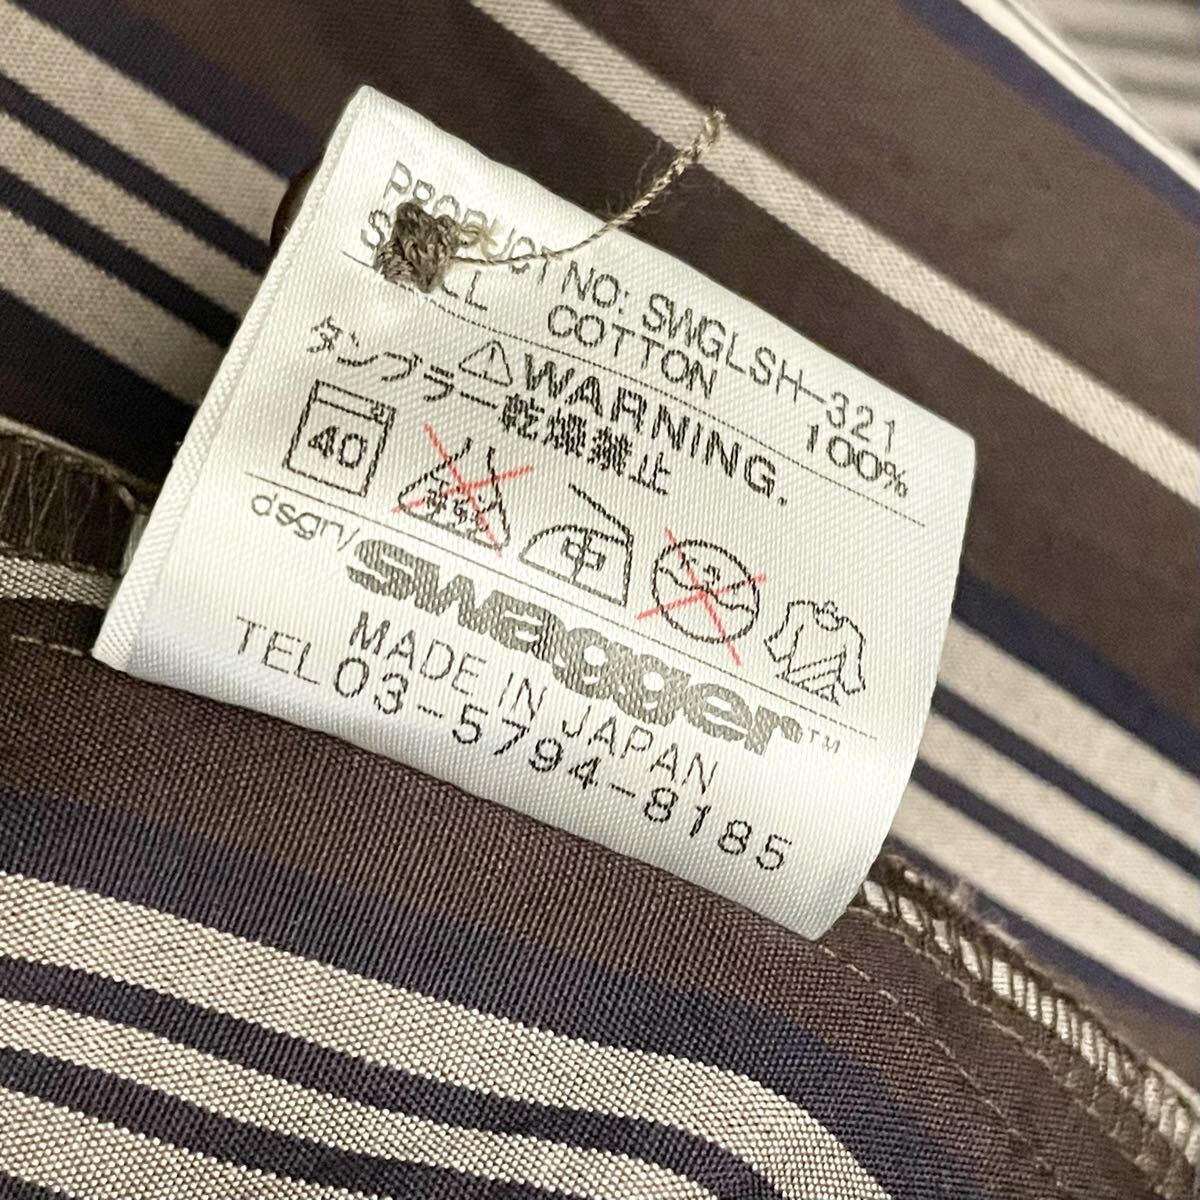 PRODUCT NO: SWGLSH-321
COTTON 100%
⚠WARNING.
タンブラー乾燥禁止
40 中
dsgn/
swagger™
MADE IN JAPAN
TEL 03-5794-8185